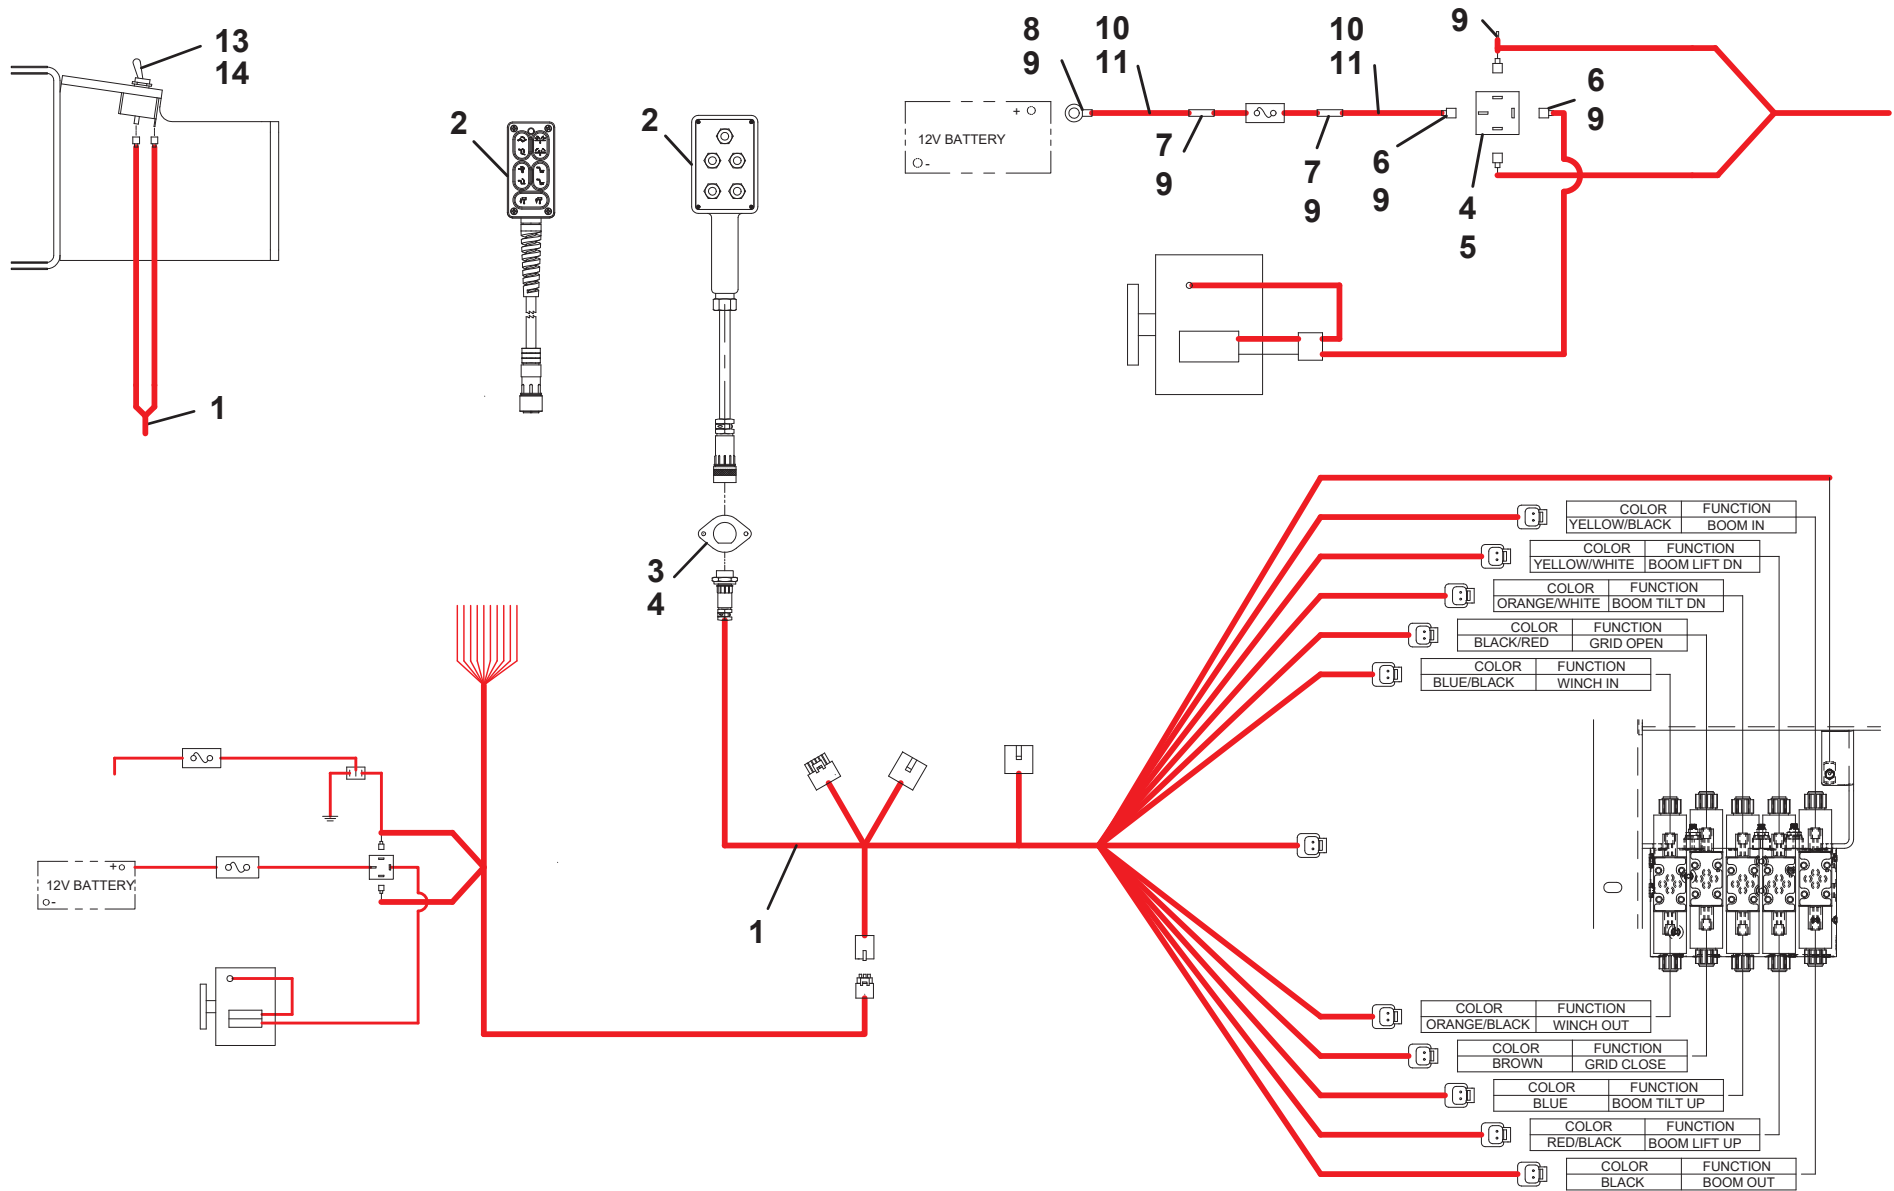 13
14
1
2
2
3
4
8
9
10
11
10
11
9
6
9
7
9
7
9
6
9
4
5
+
12V BATTERY
-
COLOR FUNCTION
YELLOW/BLACK BOOM IN
COLOR FUNCTION
YELLOW/WHITE BOOM LIFT DN
COLOR FUNCTION
ORANGE/WHITE BOOM TILT DN
COLOR FUNCTION
BLACK/RED GRID OPEN
COLOR FUNCTION
BLUE/BLACK WINCH IN
+
12V BATTERY
-
1
COLOR FUNCTION
ORANGE/BLACK WINCH OUT
COLOR FUNCTION
BROWN GRID CLOSE
COLOR FUNCTION
BLUE BOOM TILT UP
COLOR FUNCTION
RED/BLACK BOOM LIFT UP
COLOR FUNCTION
BLACK BOOM OUT